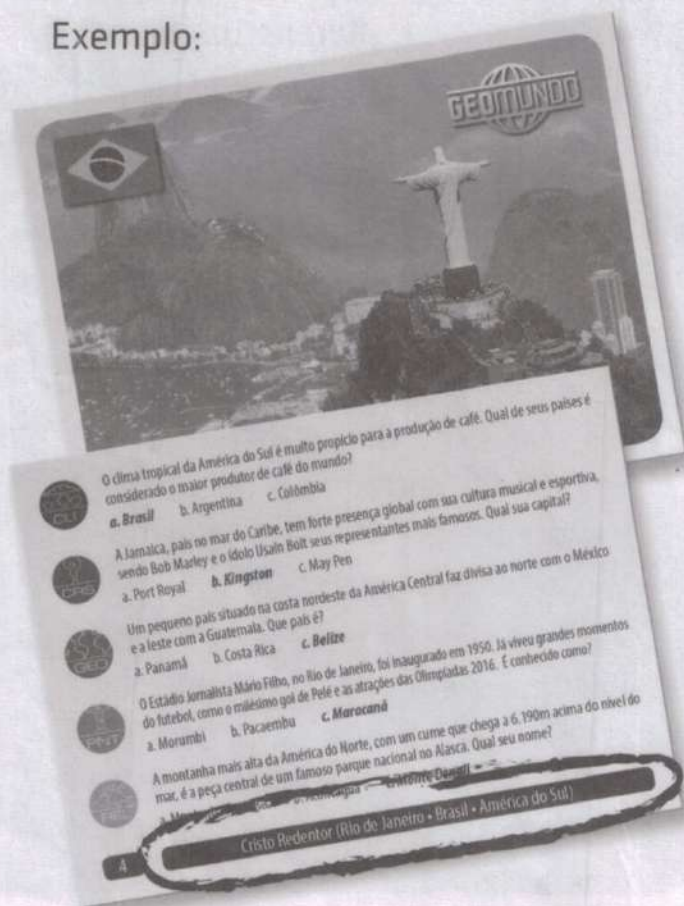 Exemplo:
GEOMUNDO
O clima tropical da América do Sul é muito propício para a produção de café. Qual de seus países é
considerado o maior produtor de café do mundo?
a. Brasil b. Argentina c. Colômbia
CLI
A Jamaica, país no mar do Caribe, tem forte presença global com sua cultura musical e esportiva,
sendo Bob Marley e o ídolo Usain Bolt seus representantes mais famosos. Qual sua capital?
a. Port Royal b. Kingston c. May Pen
Um pequeno país situado na costa nordeste da América Central faz divisa ao norte com o México
e a leste com a Guatemala. Que país é?
a. Panamá b. Costa Rica c. Belize
GEO
O Estádio Jornalista Mário Filho, no Rio de Janeiro, foi inaugurado em 1950. Já viveu grandes momentos
do futebol, como o milésimo gol de Pelé e as atrações das Olimpíadas 2016. É conhecido como?
a. Morumbi b. Pacaembu c. Maracanã
PNT
A montanha mais alta da América do Norte, com um cume que chega a 6.190m acima do nível do
mar, é a peça central de um famoso parque nacional no Alasca. Qual seu nome?
4 Cristo Redentor (Rio de Janeiro • Brasil • América do Sul)